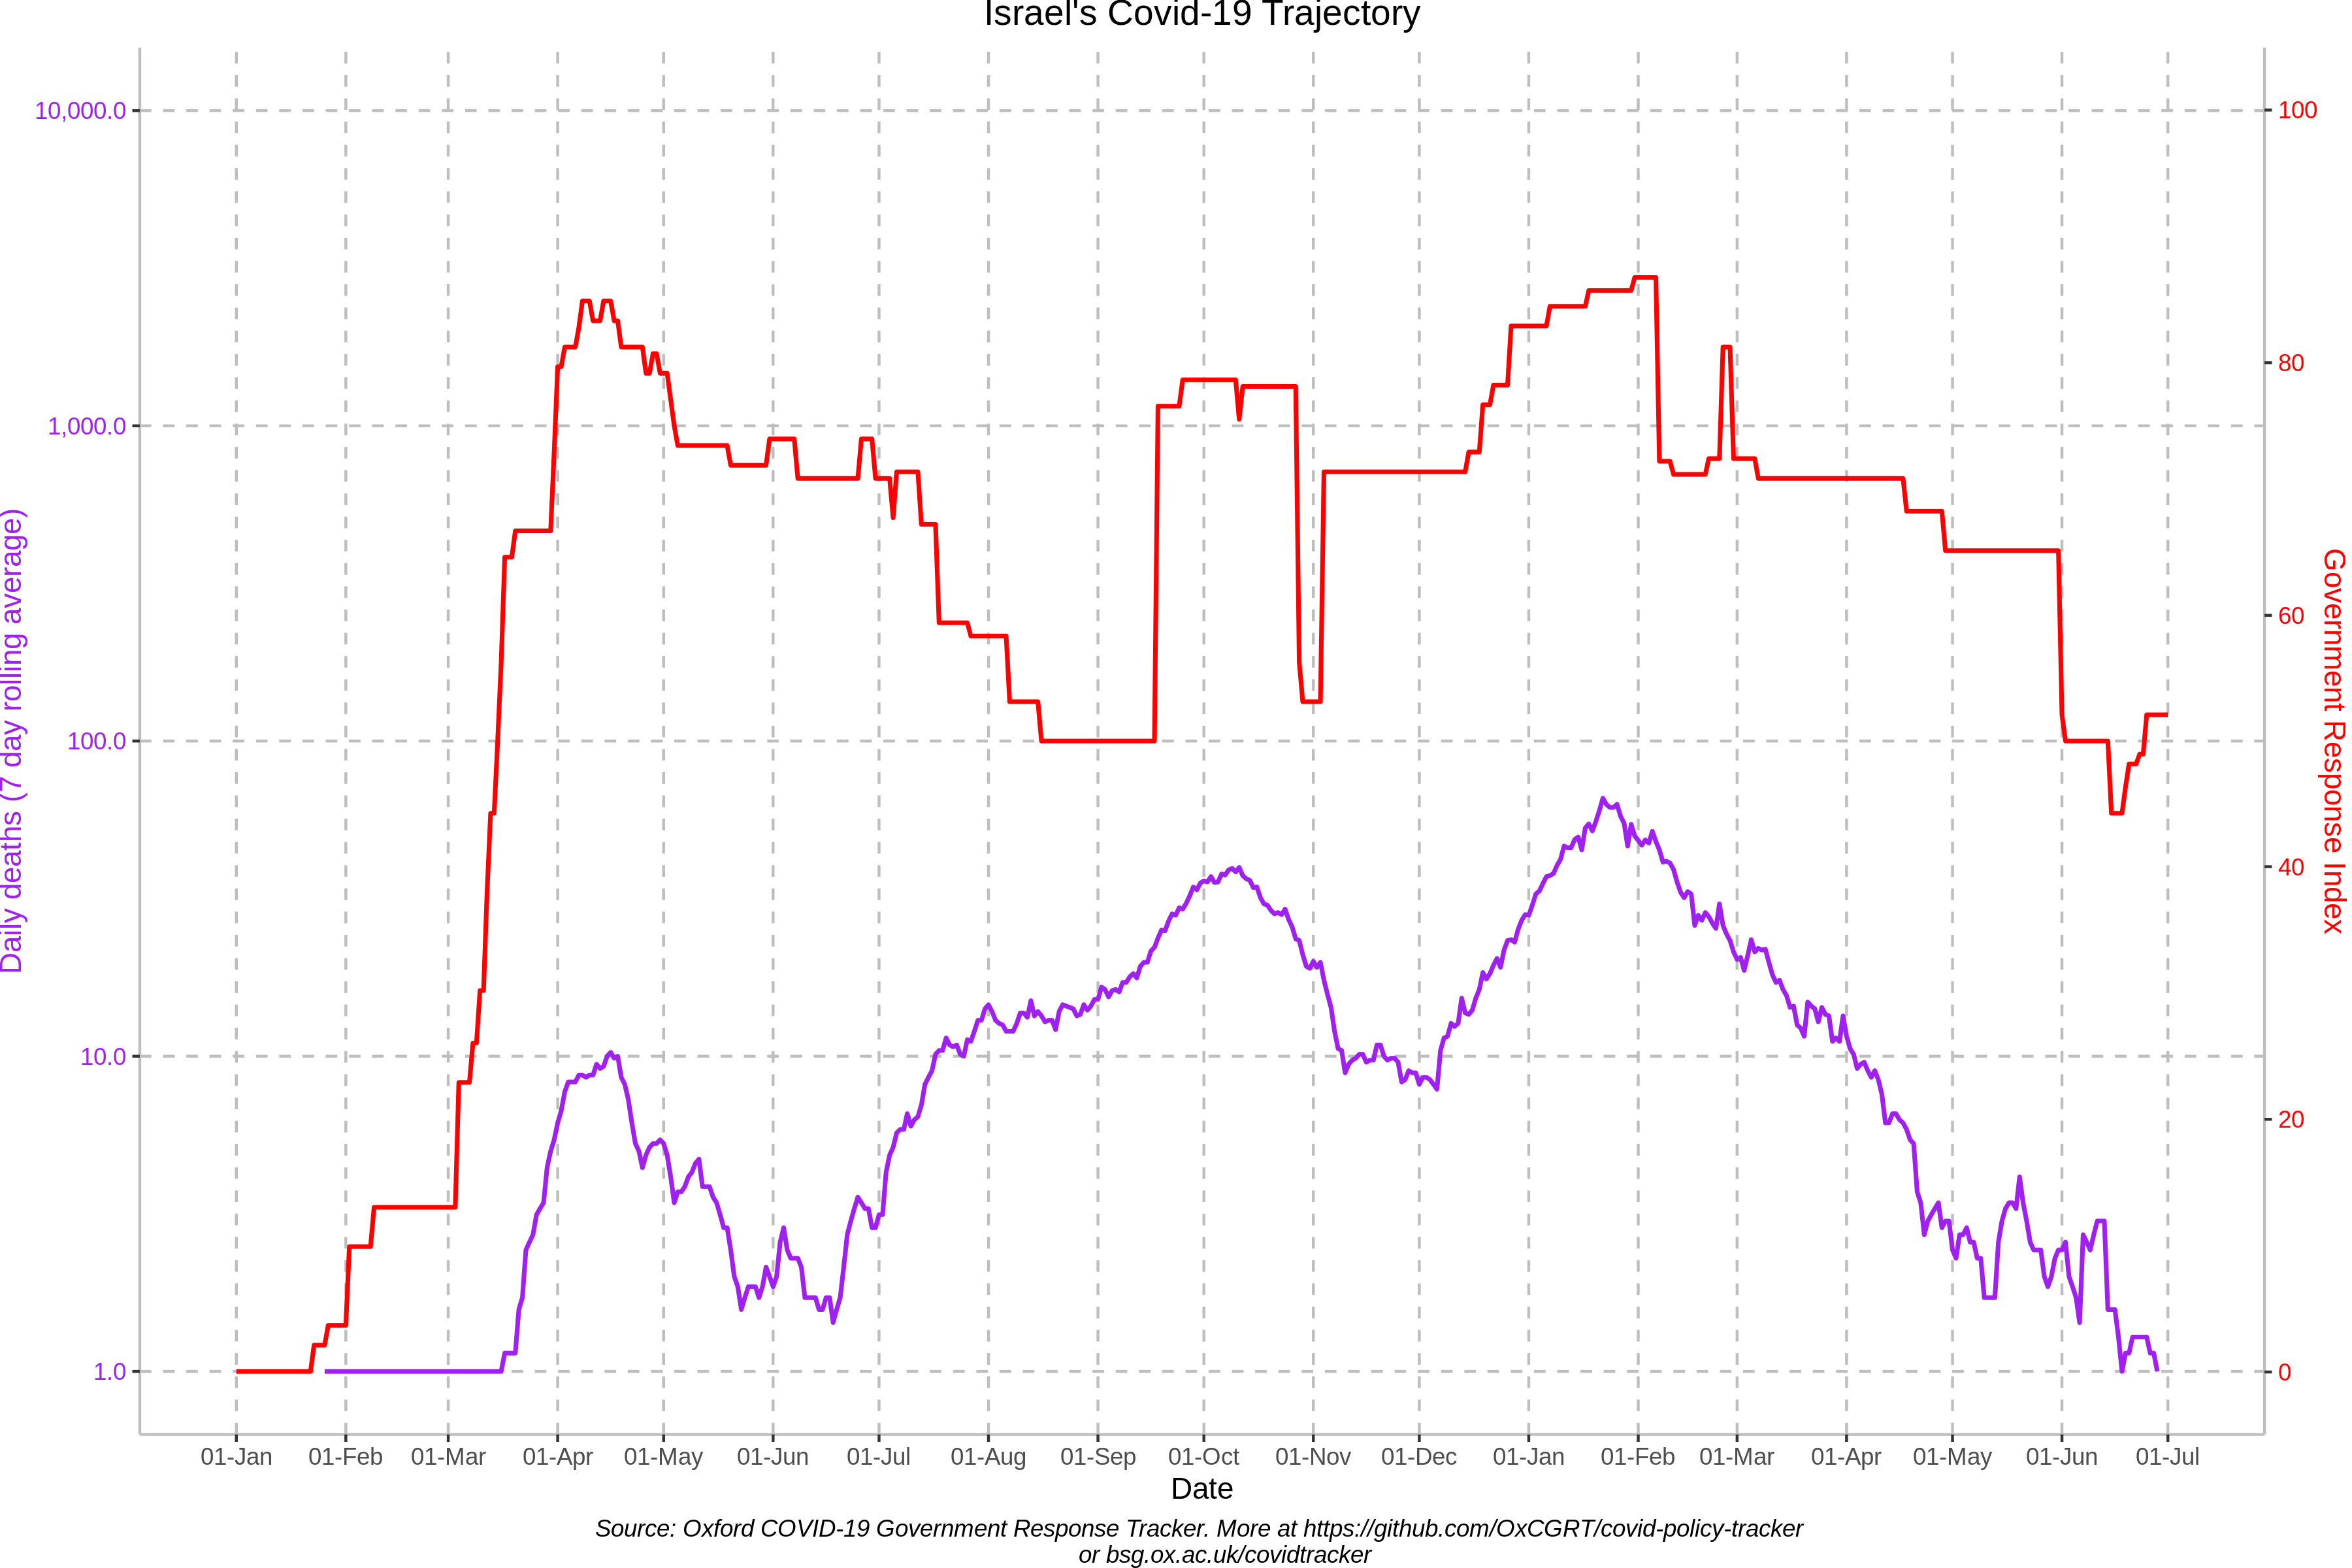 Israel's Covid-19 Trajectory
10,000.0
1,000.0
100.0
10.0
1.0
Daily deaths (7 day rolling average)
100
80
60
40
20
0
Government Response Index
01-Jan 01-Feb 01-Mar 01-Apr 01-May 01-Jun 01-Jul 01-Aug 01-Sep 01-Oct 01-Nov 01-Dec 01-Jan 01-Feb 01-Mar 01-Apr 01-May 01-Jun 01-Jul
Date
Source: Oxford COVID-19 Government Response Tracker. More at https://github.com/OxCGRT/covid-policy-tracker
or bsg.ox.ac.uk/covidtracker